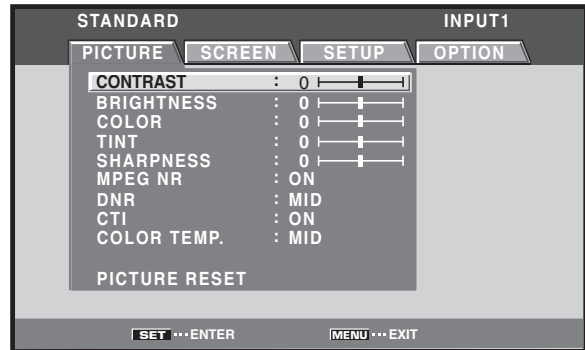 STANDARD INPUT1
PICTURE SCREEN SETUP OPTION
CONTRAST : 0
BRIGHTNESS : 0
COLOR : 0
TINT : 0
SHARPNESS : 0
MPEG NR : ON
DNR : MID
CTI : ON
COLOR TEMP. : MID
PICTURE RESET
SET ··· ENTER MENU ··· EXIT